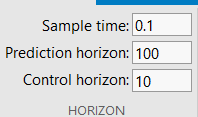 Sample time: 0.1
Prediction horizon: 100
Control horizon: 10
HORIZON